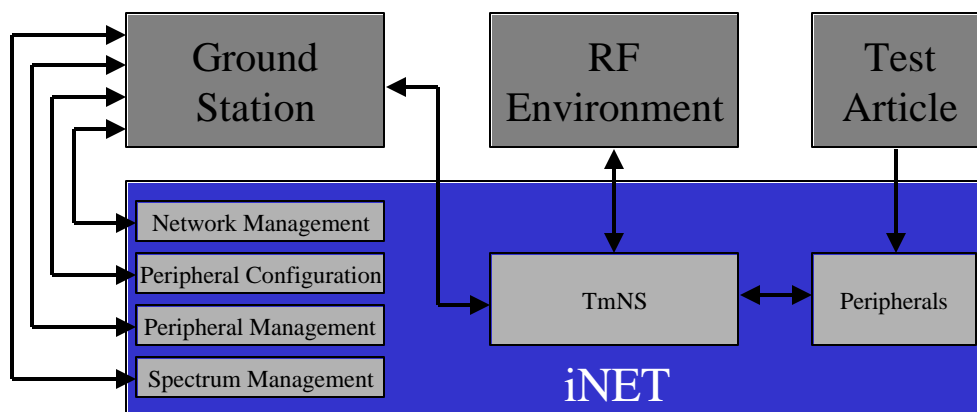 Ground
Station
RF
Environment
Test
Article
Network Management
Peripheral Configuration
Peripheral Management
Spectrum Management
TmNS
Peripherals
iNET